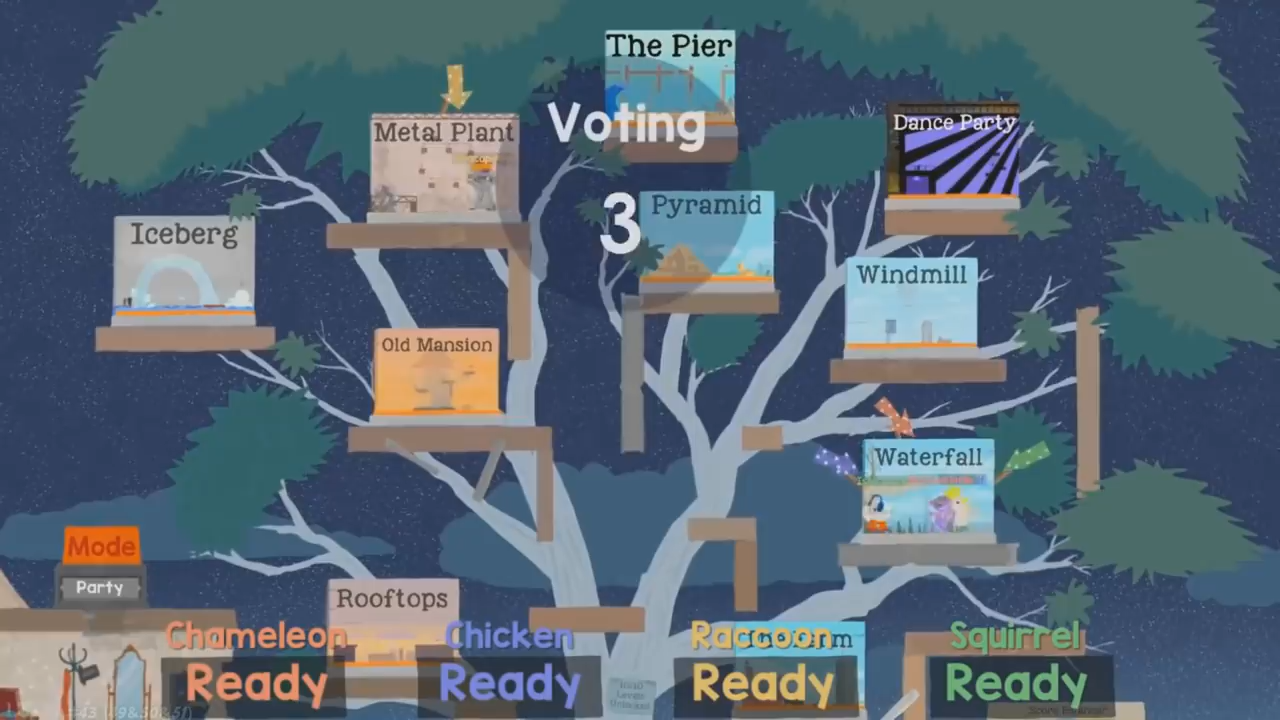 The Pier
Voting
Metal Plant
Dance Party
3
Pyramid
Iceberg
Windmill
Old Mansion
Waterfall
Mode
Party
Rooftops
Chameleon
Chicken
Raccoon
Squirrel
Ready
Ready
Ready
Ready
Levels